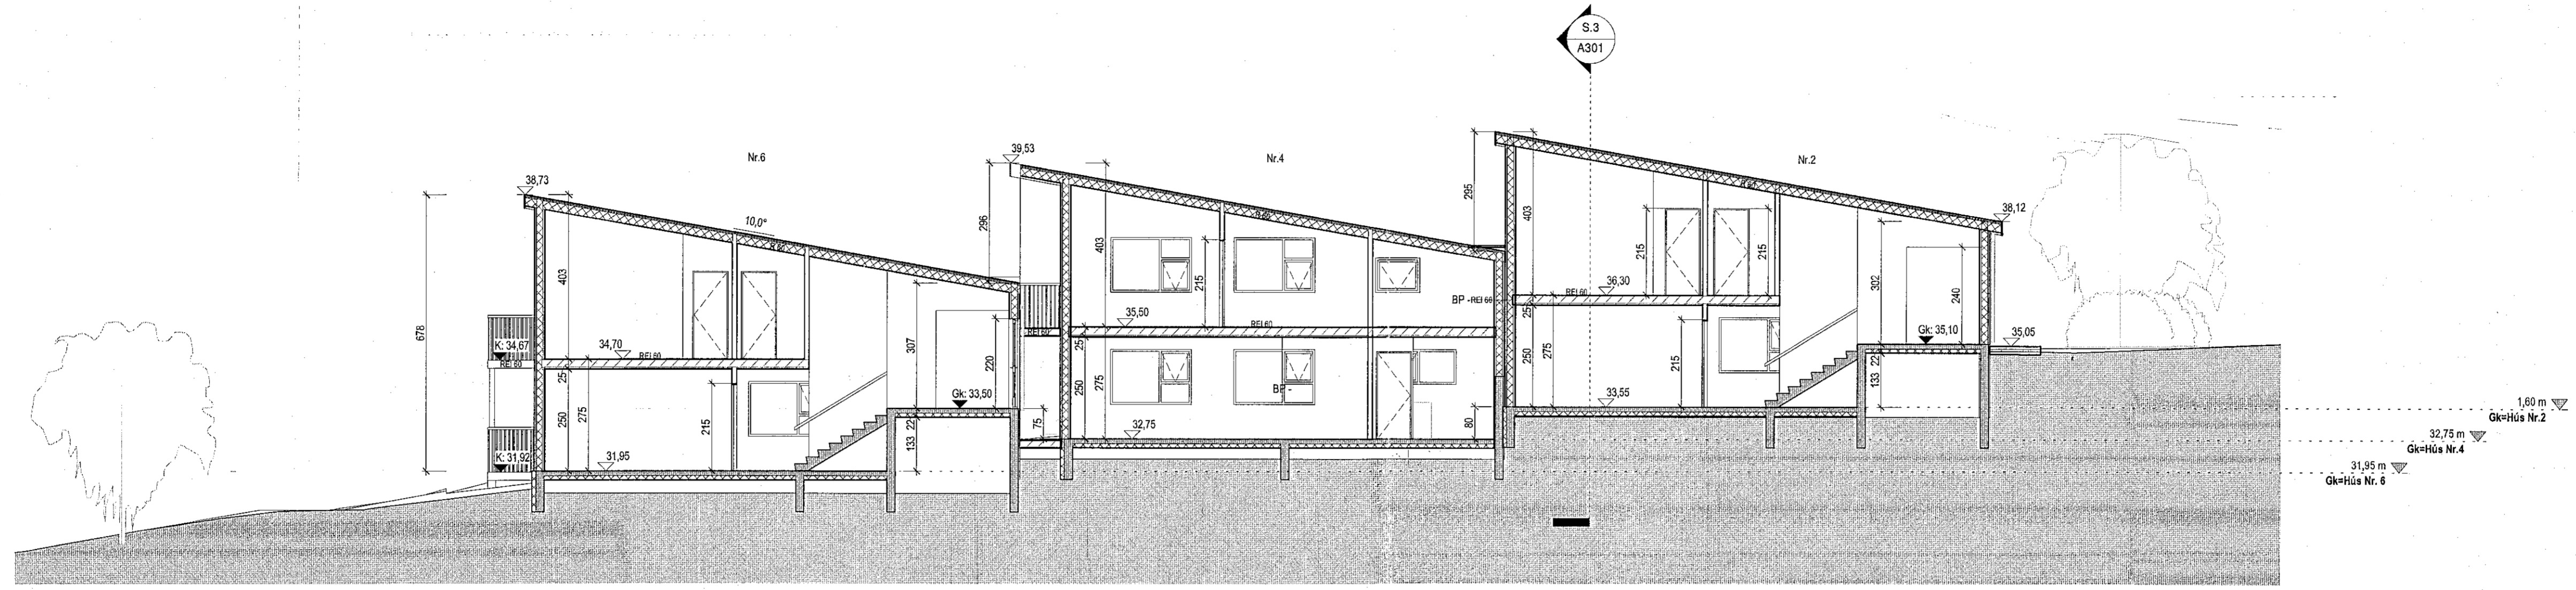 S.3
A301
Nr.6
Nr.4
Nr.2
39,53
38,73
38,12
10,0°
296
295
403
403
403
678
215
215
215
215
302
240
36,30
REI 60
BP -REI 60
35,50
REI 60
REI 60
K: 34,67
REI 60
34,70
REI 60
25
25
25
307
220
Gk: 33,50
Gk: 35,10
35,05
250
275
215
250
275
BP -
250
275
215
133
22
133
22
75
80
33,55
32,75
K: 31,92
31,95
1,60 m
Gk=Hús Nr.2
32,75 m
Gk=Hús Nr.4
31,95 m
Gk=Hús Nr. 6